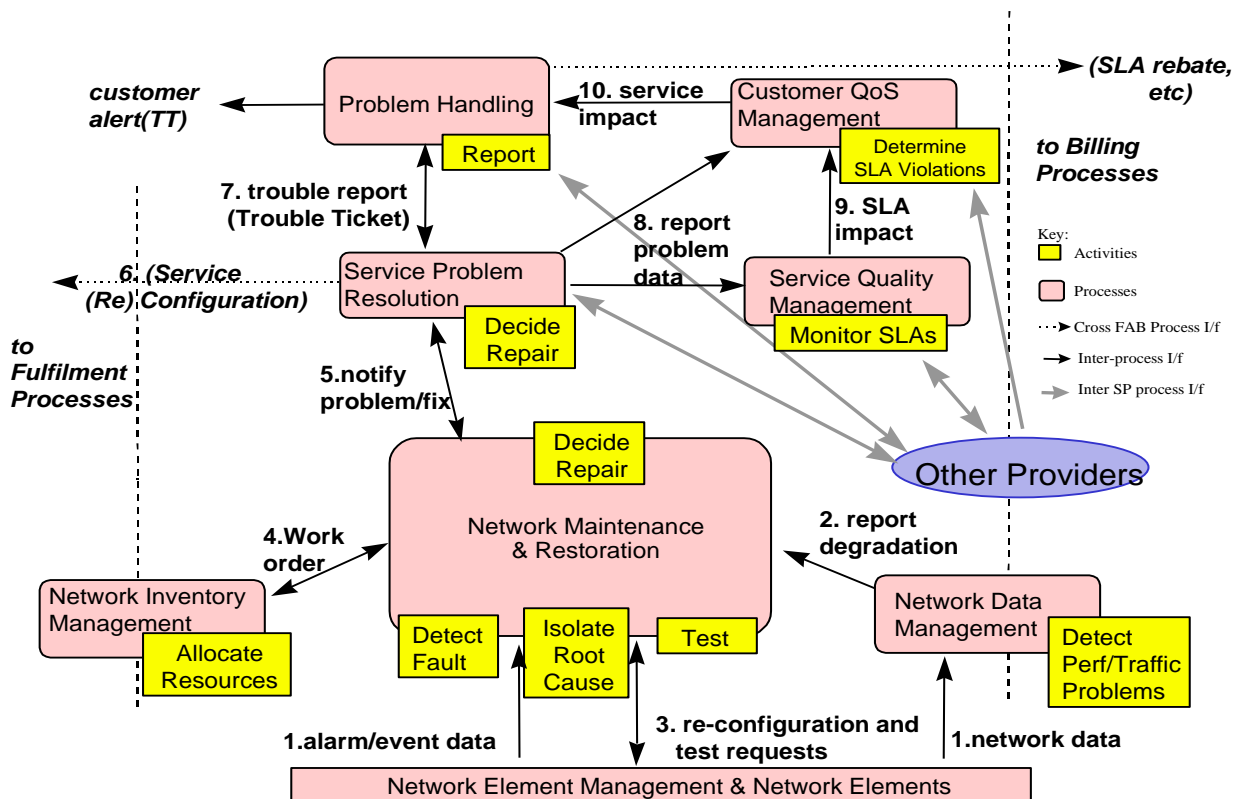 customer
alert(TT)
Problem Handling
Report
10. service
impact
Customer QoS
Management
Determine
SLA Violations
(SLA rebate,
etc)
to Billing
Processes
7. trouble report
(Trouble Ticket)
8. report
problem
data
9. SLA
impact
Key:
Activities
Processes
Cross FAB Process I/f
Inter-process I/f
Inter SP process I/f
6. (Service
(Re) Configuration)
Service Problem
Resolution
Decide
Repair
Service Quality
Management
Monitor SLAs
to
Fulfilment
Processes
5.notify
problem/fix
Decide
Repair
Other Providers
Network Maintenance
& Restoration
4.Work
order
2. report
degradation
Network Inventory
Management
Allocate
Resources
Detect
Fault
Isolate
Root
Cause
Test
Network Data
Management
Detect
Perf/Traffic
Problems
1.alarm/event data
3. re-configuration and
test requests
1.network data
Network Element Management & Network Elements